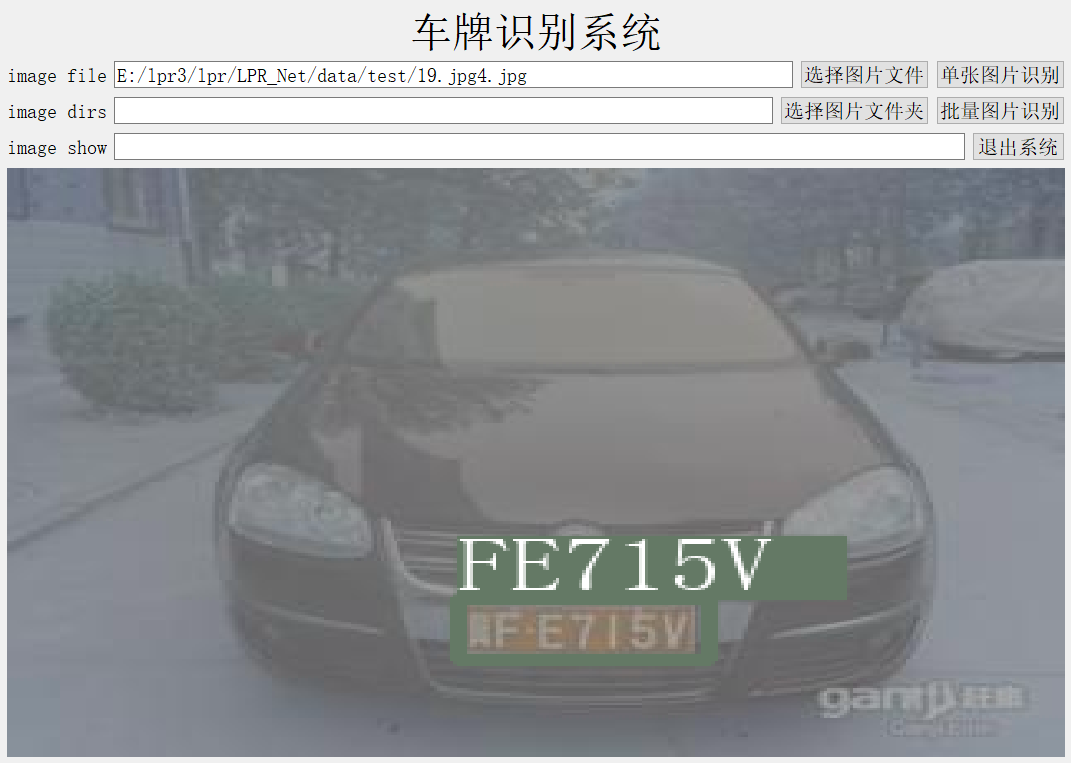 车牌识别系统
image file E:/lpr3/lpr/LPR_Net/data/test/19.jpg4.jpg 选择图片文件 单张图片识别
image dirs 选择图片文件夹 批量图片识别
image show 退出系统
FE715V
F·E715V